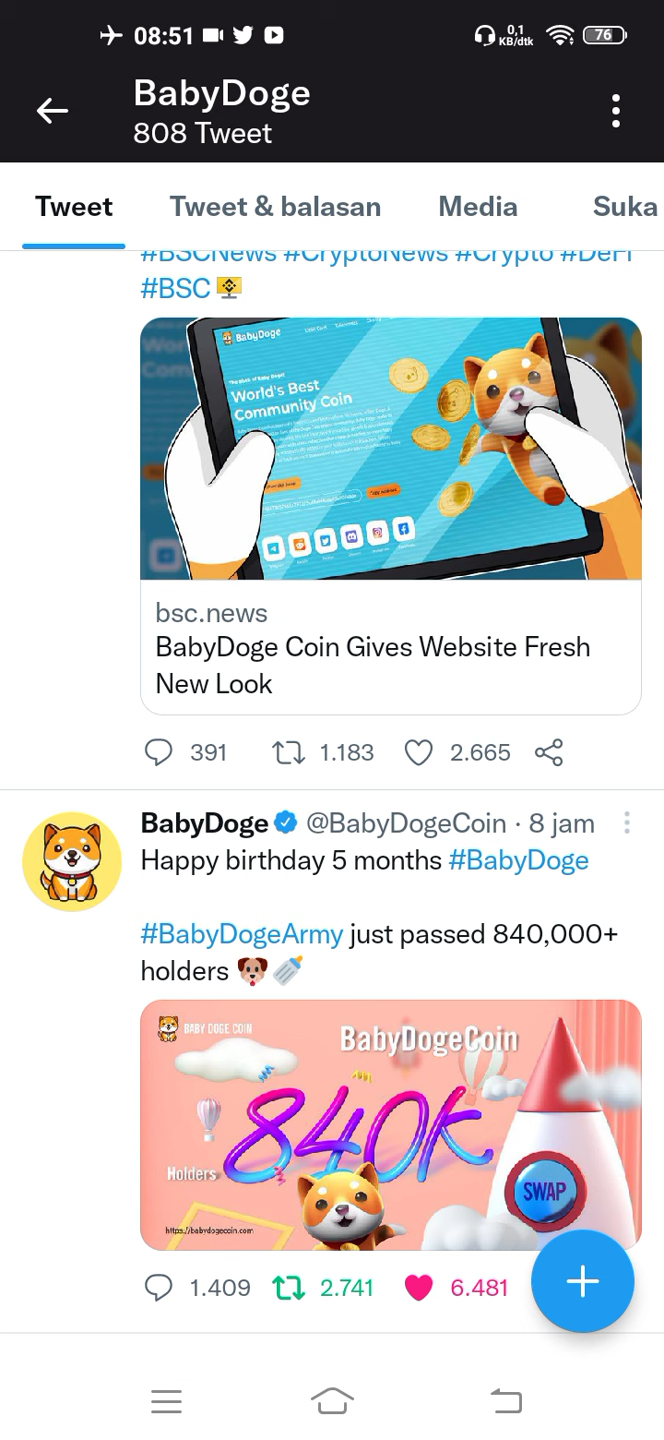 08:51
0,1
KB/dtk
76
BabyDoge
808 Tweet
Tweet
Tweet & balasan
Media
Suka
#BSCNews #CryptoNews #Crypto #DeFi
#BSC
BabyDoge
World's Best
Community Coin
bsc.news
BabyDoge Coin Gives Website Fresh
New Look
391
1.183
2.665
BabyDoge @BabyDogeCoin · 8 jam
Happy birthday 5 months #BabyDoge
#BabyDogeArmy just passed 840,000+
holders
BABY DOGE COIN
BabyDogeCoin
840K
Holders
SWAP
https://babydogecoin.com
1.409
2.741
6.481